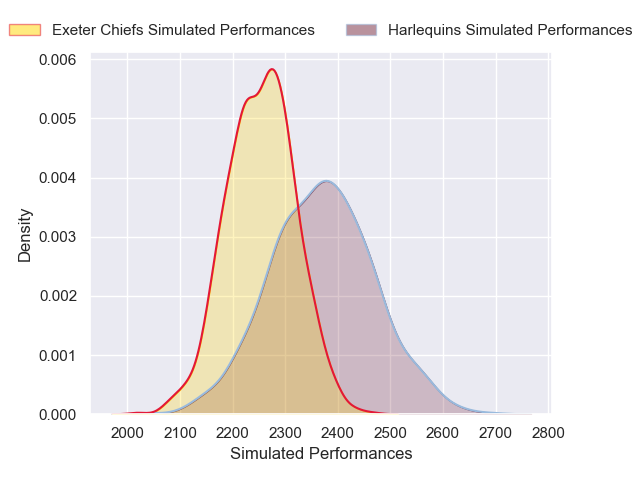 Exeter Chiefs Simulated Performances Harlequins Simulated Performances
0.006
0.005
0.004
0.003
0.002
0.001
0.000
Density
2000 2100 2200 2300 2400 2500 2600 2700 2800
Simulated Performances